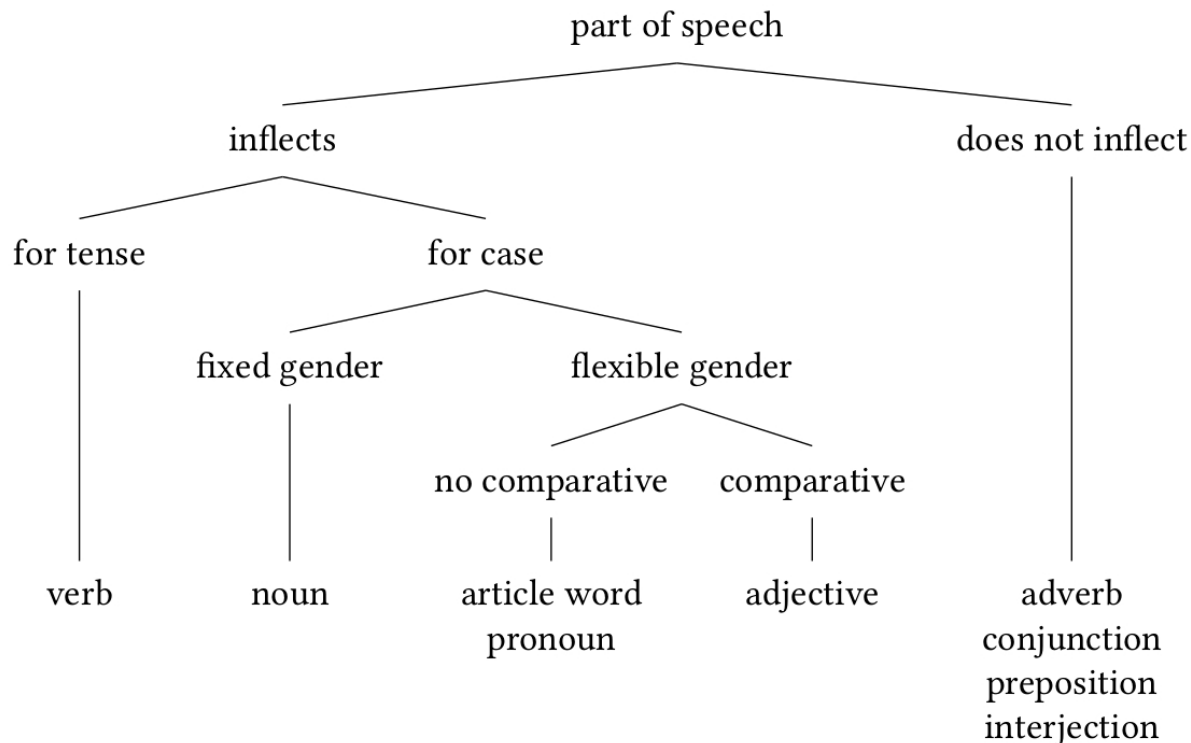 part of speech
inflects does not inflect
for tense for case
fixed gender flexible gender
no comparative comparative
verb noun article word adjective adverb
pronoun conjunction
preposition
interjection